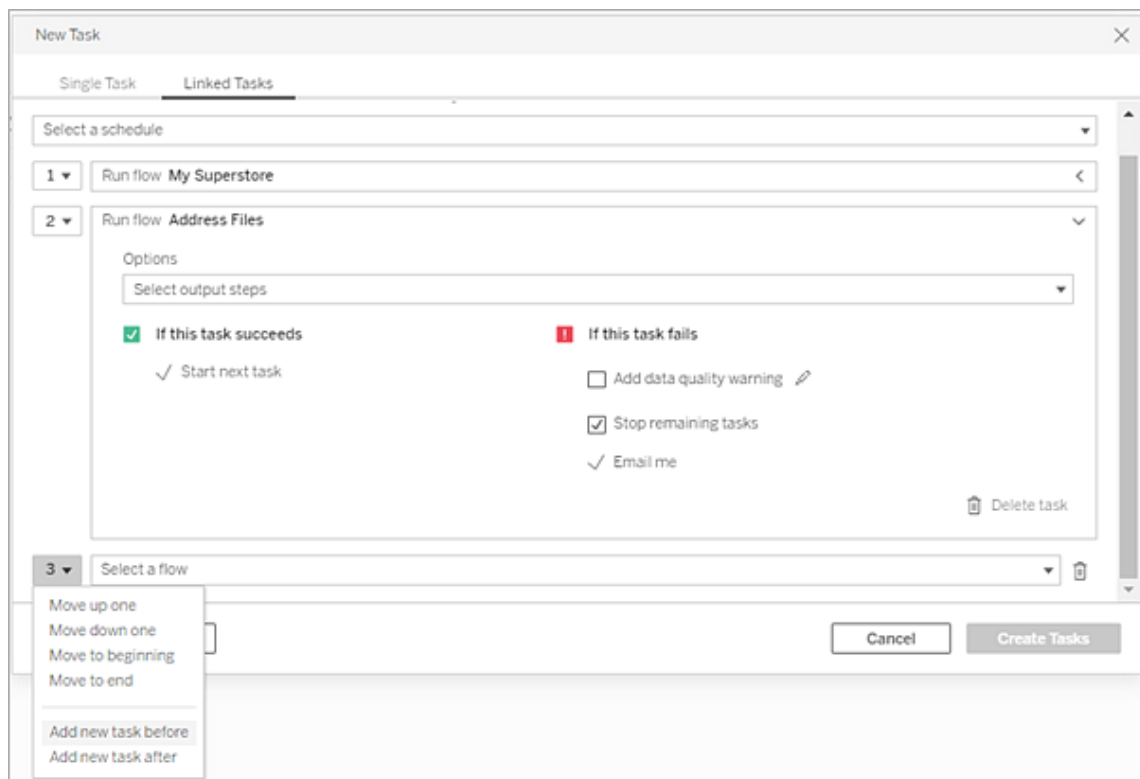 New Task
Single Task Linked Tasks
Select a schedule
1 Run flow My Superstore
2 Run flow Address Files
Options
Select output steps
If this task succeeds If this task fails
Start next task
Add data quality warning
Stop remaining tasks
Email me
Delete task
3 Select a flow
Move up one
Move down one
Move to beginning
Move to end
Cancel Create Tasks
Add new task before
Add new task after